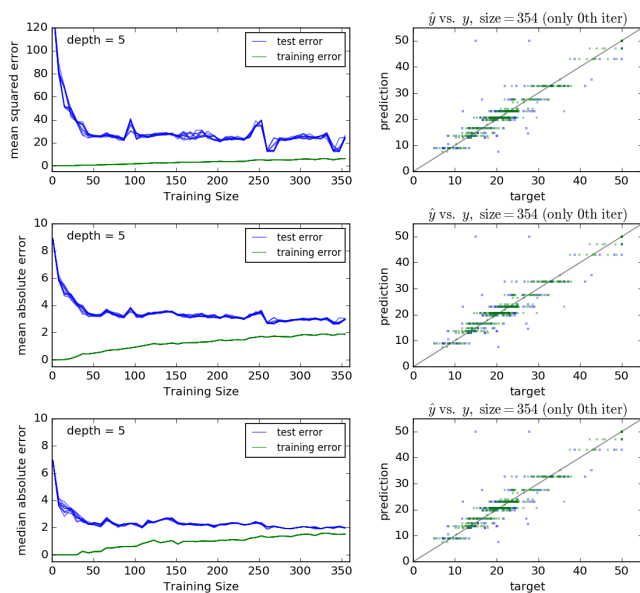 120
100
80
60
40
20
0
mean squared error
depth = 5
test error
training error
0 50 100 150 200 250 300 350
Training Size
ŷ vs. y, size = 354 (only 0th iter)
50
40
30
20
10
0
prediction
0 10 20 30 40 50
target
10
8
6
4
2
0
mean absolute error
depth = 5
test error
training error
0 50 100 150 200 250 300 350
Training Size
ŷ vs. y, size = 354 (only 0th iter)
50
40
30
20
10
0
prediction
0 10 20 30 40 50
target
10
8
6
4
2
0
median absolute error
depth = 5
test error
training error
0 50 100 150 200 250 300 350
Training Size
ŷ vs. y, size = 354 (only 0th iter)
50
40
30
20
10
0
prediction
0 10 20 30 40 50
target